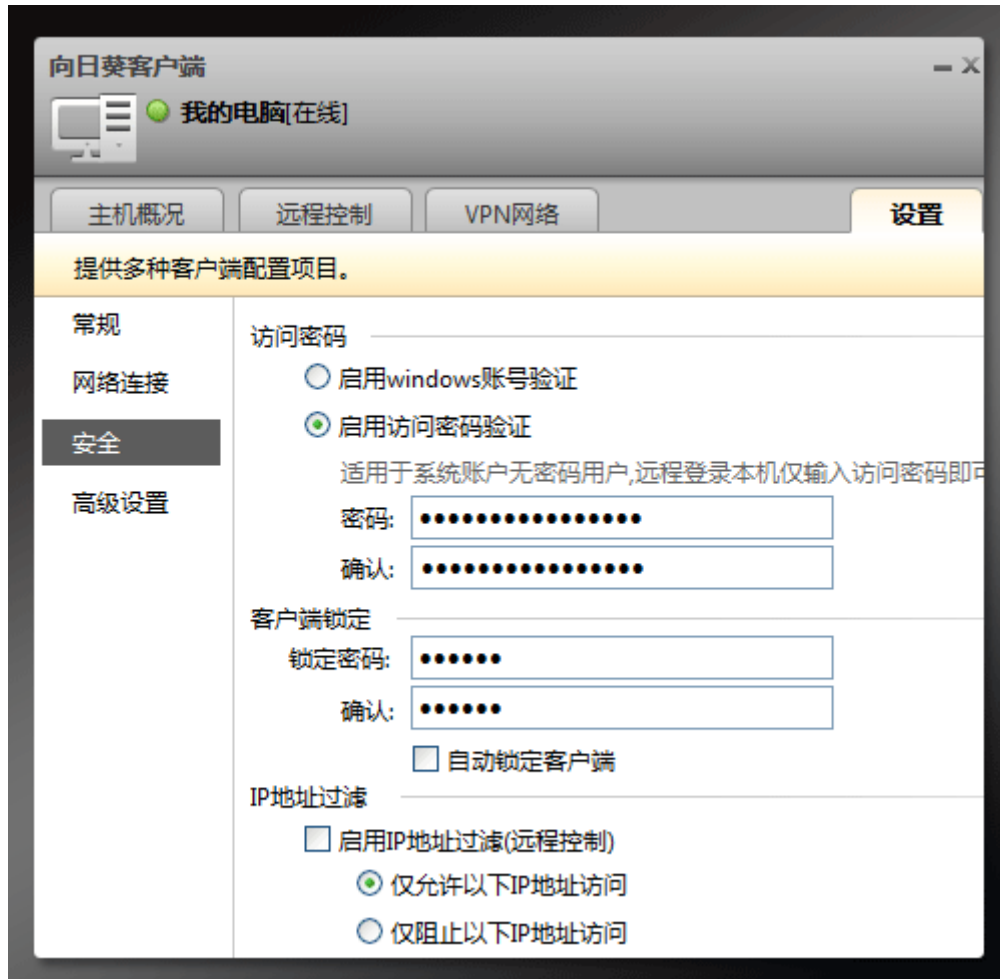 向日葵客户端
我的电脑[在线]
主机概况 远程控制 VPN网络 设置
提供多种客户端配置项目。
常规
网络连接
安全
高级设置
访问密码
启用windows账号验证
启用访问密码验证
适用于系统账户无密码用户,远程登录本机仅输入访问密码即可
密码: ●●●●●●●●●●●●●●●●
确认: ●●●●●●●●●●●●●●●●
客户端锁定
锁定密码: ●●●●●●
确认: ●●●●●●
自动锁定客户端
IP地址过滤
启用IP地址过滤(远程控制)
仅允许以下IP地址访问
仅阻止以下IP地址访问